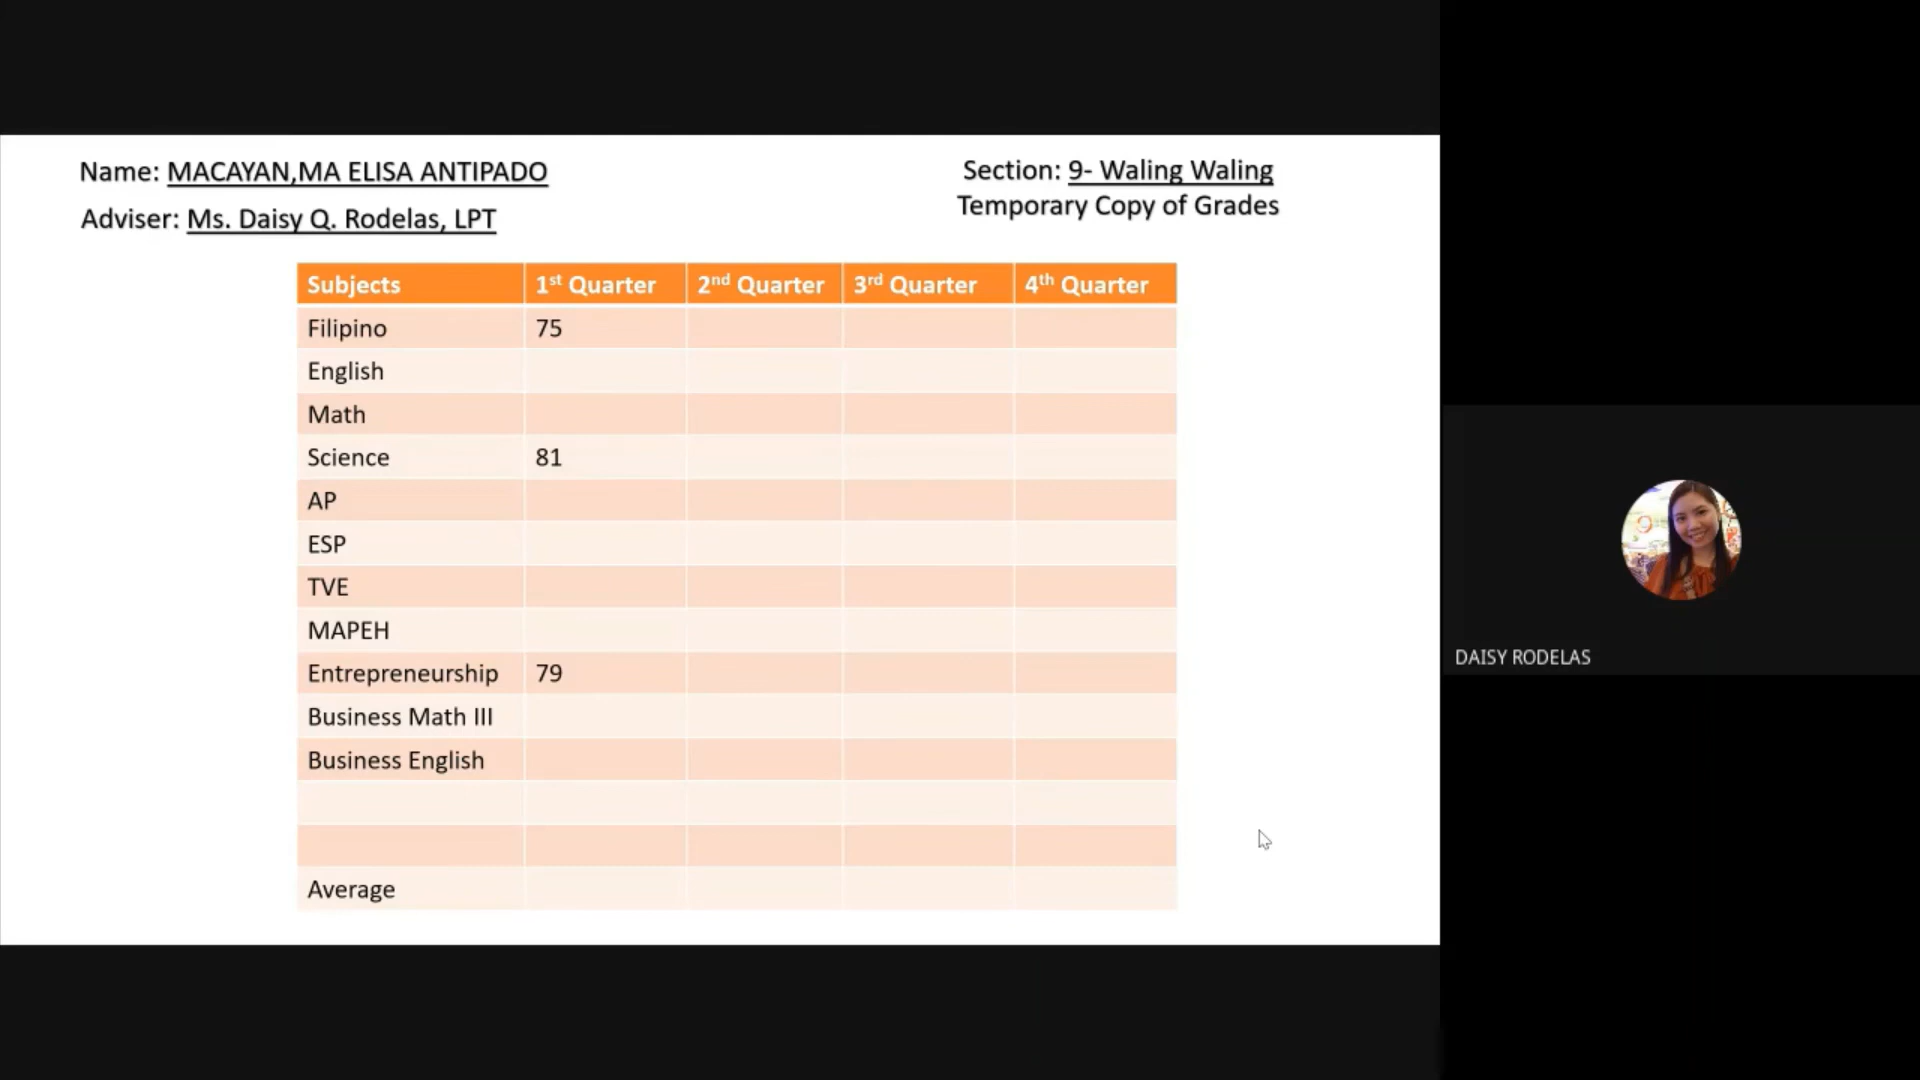 Name: MACAYAN,MA ELISA ANTIPADO
Section: 9- Waling Waling
Adviser: Ms. Daisy Q. Rodelas, LPT
Temporary Copy of Grades
Subjects 1st Quarter 2nd Quarter 3rd Quarter 4th Quarter
Filipino 75
English
Math
Science 81
AP
ESP
TVE
MAPEH
Entrepreneurship 79
Business Math III
Business English
Average
DAISY RODELAS